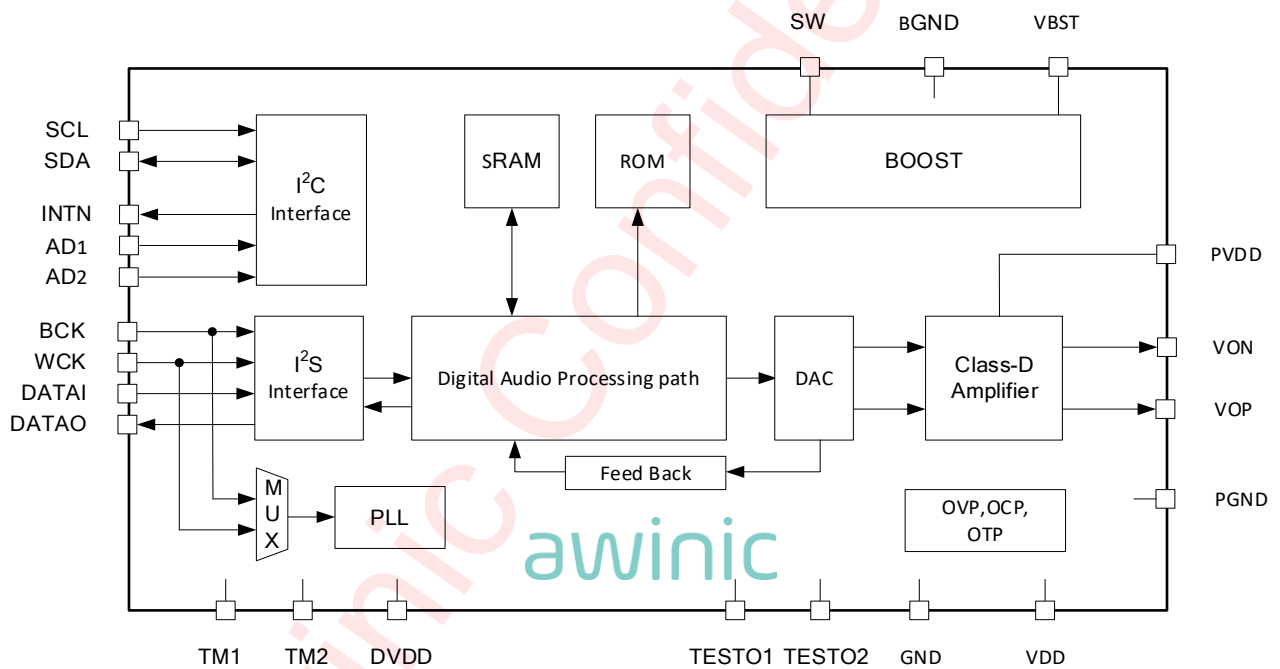 SW
BGND
VBST
SCL
SDA
INTN
AD1
AD2
I²C
Interface
SRAM
ROM
BOOST
PVDD
BCK
WCK
DATAI
DATAO
I²S
Interface
Digital Audio Processing path
DAC
Class-D
Amplifier
VON
VOP
Feed Back
M
U
X
PLL
OVP,OCP,
OTP
PGND
awinic
TM1
TM2
DVDD
TESTO1
TESTO2
GND
VDD